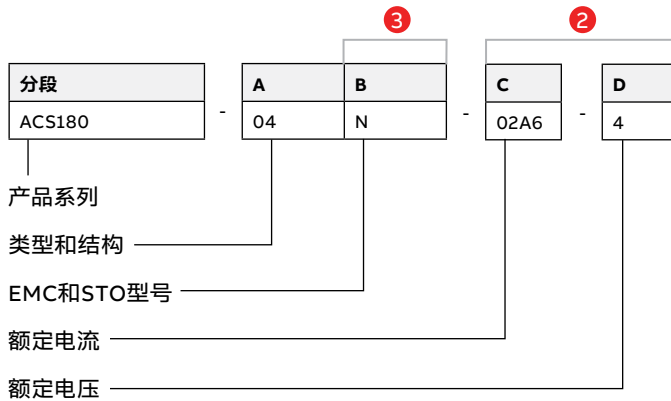 3 2
分段 A B C D
ACS180 - 04 N - 02A6 - 4
产品系列
类型和结构
EMC和STO型号
额定电流
额定电压